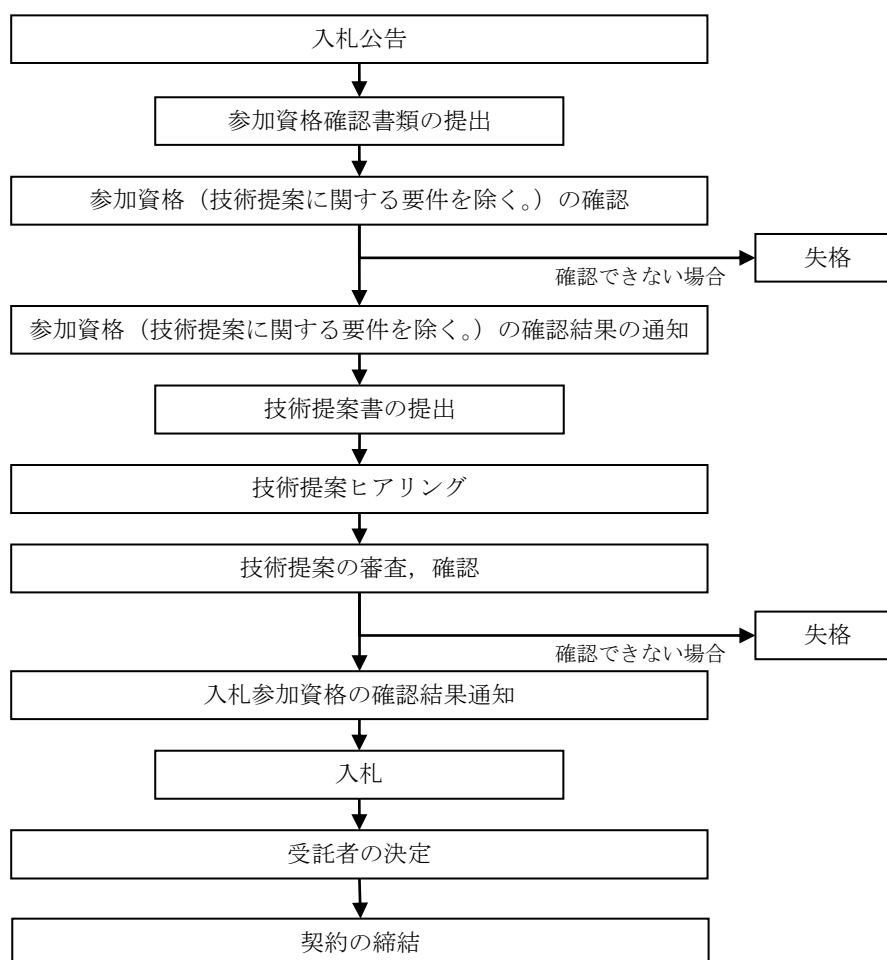 入札公告
参加資格確認書類の提出
参加資格（技術提案に関する要件を除く。）の確認
失格
確認できない場合
参加資格（技術提案に関する要件を除く。）の確認結果の通知
技術提案書の提出
技術提案ヒアリング
技術提案の審査，確認
失格
確認できない場合
入札参加資格の確認結果通知
入札
受託者の決定
契約の締結